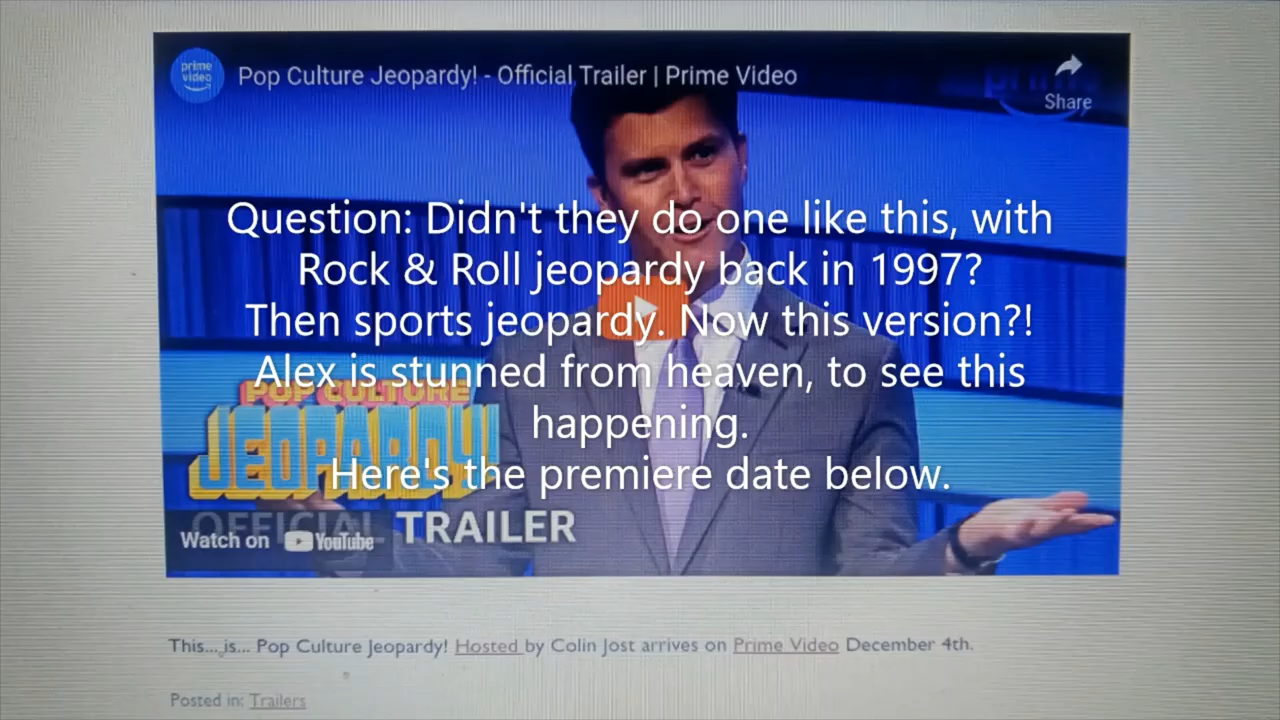 prime video
Pop Culture Jeopardy! - Official Trailer | Prime Video
Share
Question: Didn't they do one like this, with
Rock & Roll jeopardy back in 1997?
Then sports jeopardy. Now this version?!
Alex is stunned from heaven, to see this
happening.
Here's the premiere date below.
POP CULTURE
JEOPARDY!
OFFICIAL TRAILER
Watch on YouTube
This... is... Pop Culture Jeopardy! Hosted by Colin Jost arrives on Prime Video December 4th.
Posted in: Trailers